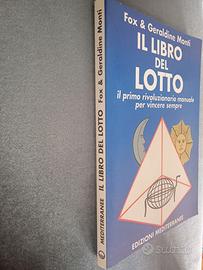 Fox & Geraldine Monti
IL LIBRO
DEL
LOTTO
il primo rivoluzionario manuale
per vincere sempre
EDIZIONI MEDITERRANEE
MEDITERRANEE IL LIBRO DEL LOTTO Fox & Geraldine Monti
subito